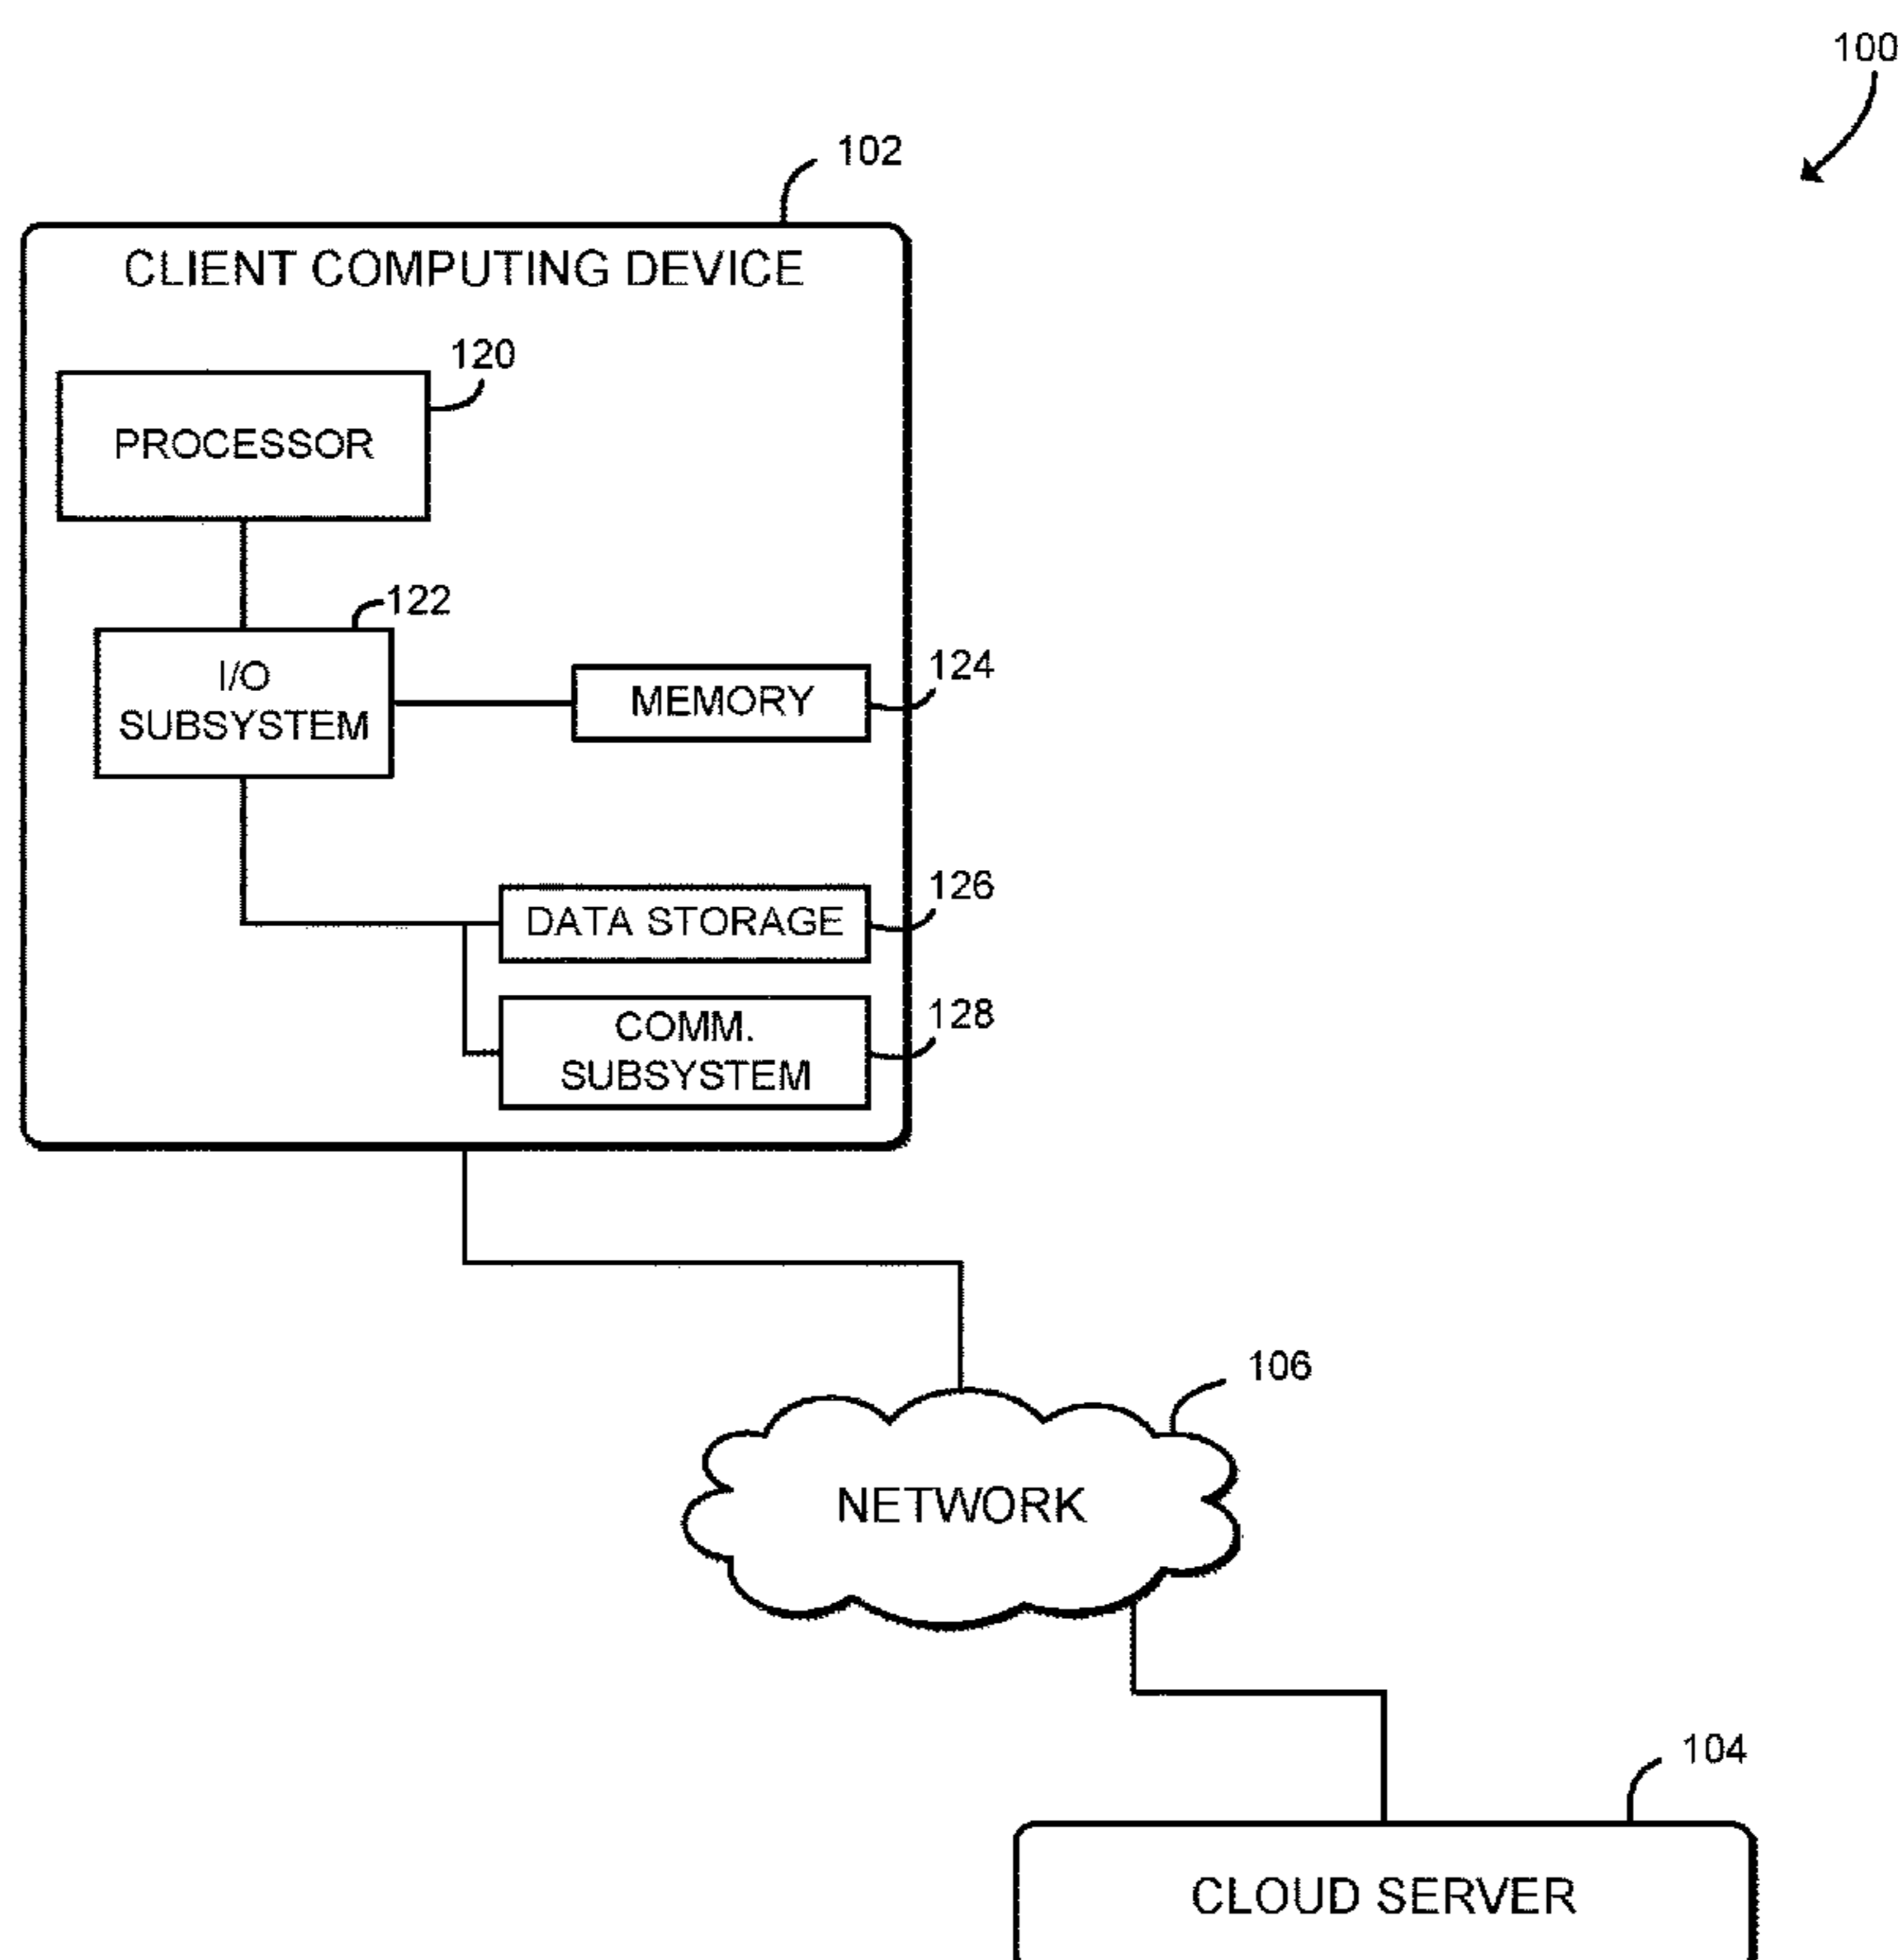 100
102
CLIENT COMPUTING DEVICE
120
PROCESSOR
122
I/O
SUBSYSTEM
124
MEMORY
126
DATA STORAGE
128
COMM.
SUBSYSTEM
106
NETWORK
104
CLOUD SERVER